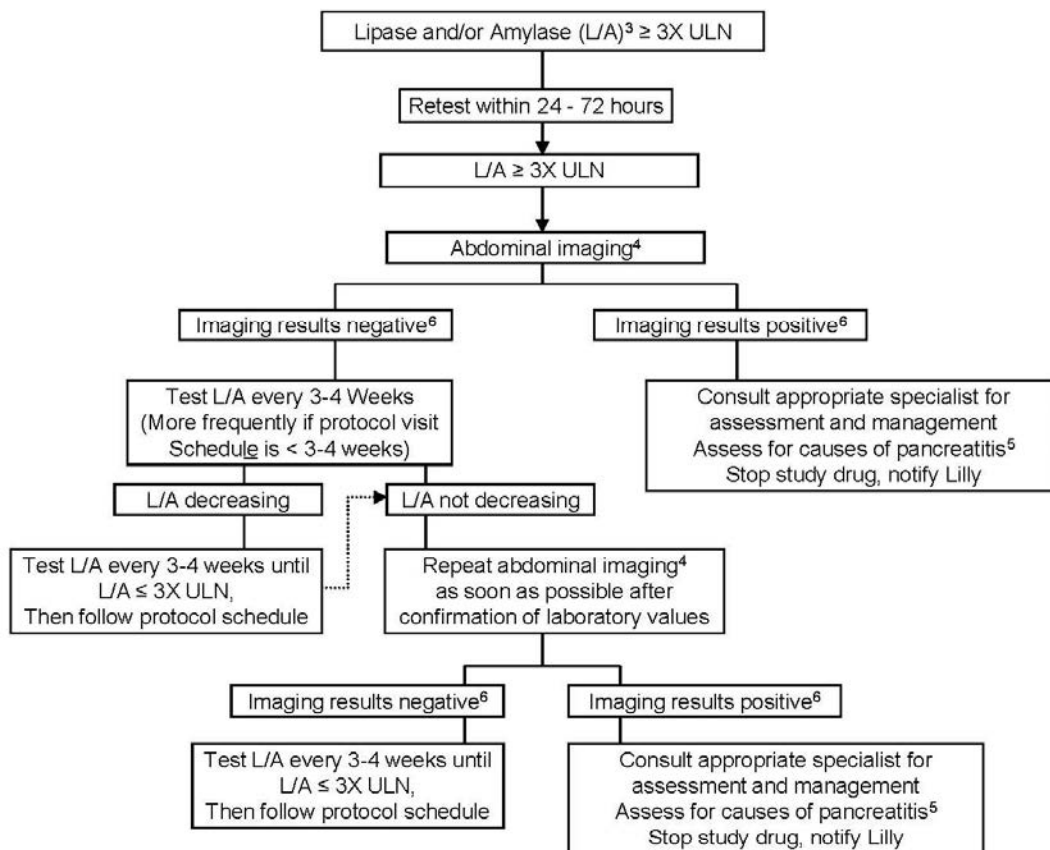 Lipase and/or Amylase (L/A)³ ≥ 3X ULN
Retest within 24 - 72 hours
L/A ≥ 3X ULN
Abdominal imaging⁴
Imaging results negative⁶
Imaging results positive⁶
Test L/A every 3-4 Weeks
(More frequently if protocol visit
Schedule is < 3-4 weeks)
Consult appropriate specialist for
assessment and management
Assess for causes of pancreatitis⁵
Stop study drug, notify Lilly
L/A decreasing
L/A not decreasing
Test L/A every 3-4 weeks until
L/A ≤ 3X ULN,
Then follow protocol schedule
Repeat abdominal imaging⁴
as soon as possible after
confirmation of laboratory values
Imaging results negative⁶
Imaging results positive⁶
Test L/A every 3-4 weeks until
L/A ≤ 3X ULN,
Then follow protocol schedule
Consult appropriate specialist for
assessment and management
Assess for causes of pancreatitis⁵
Stop study drug, notify Lilly